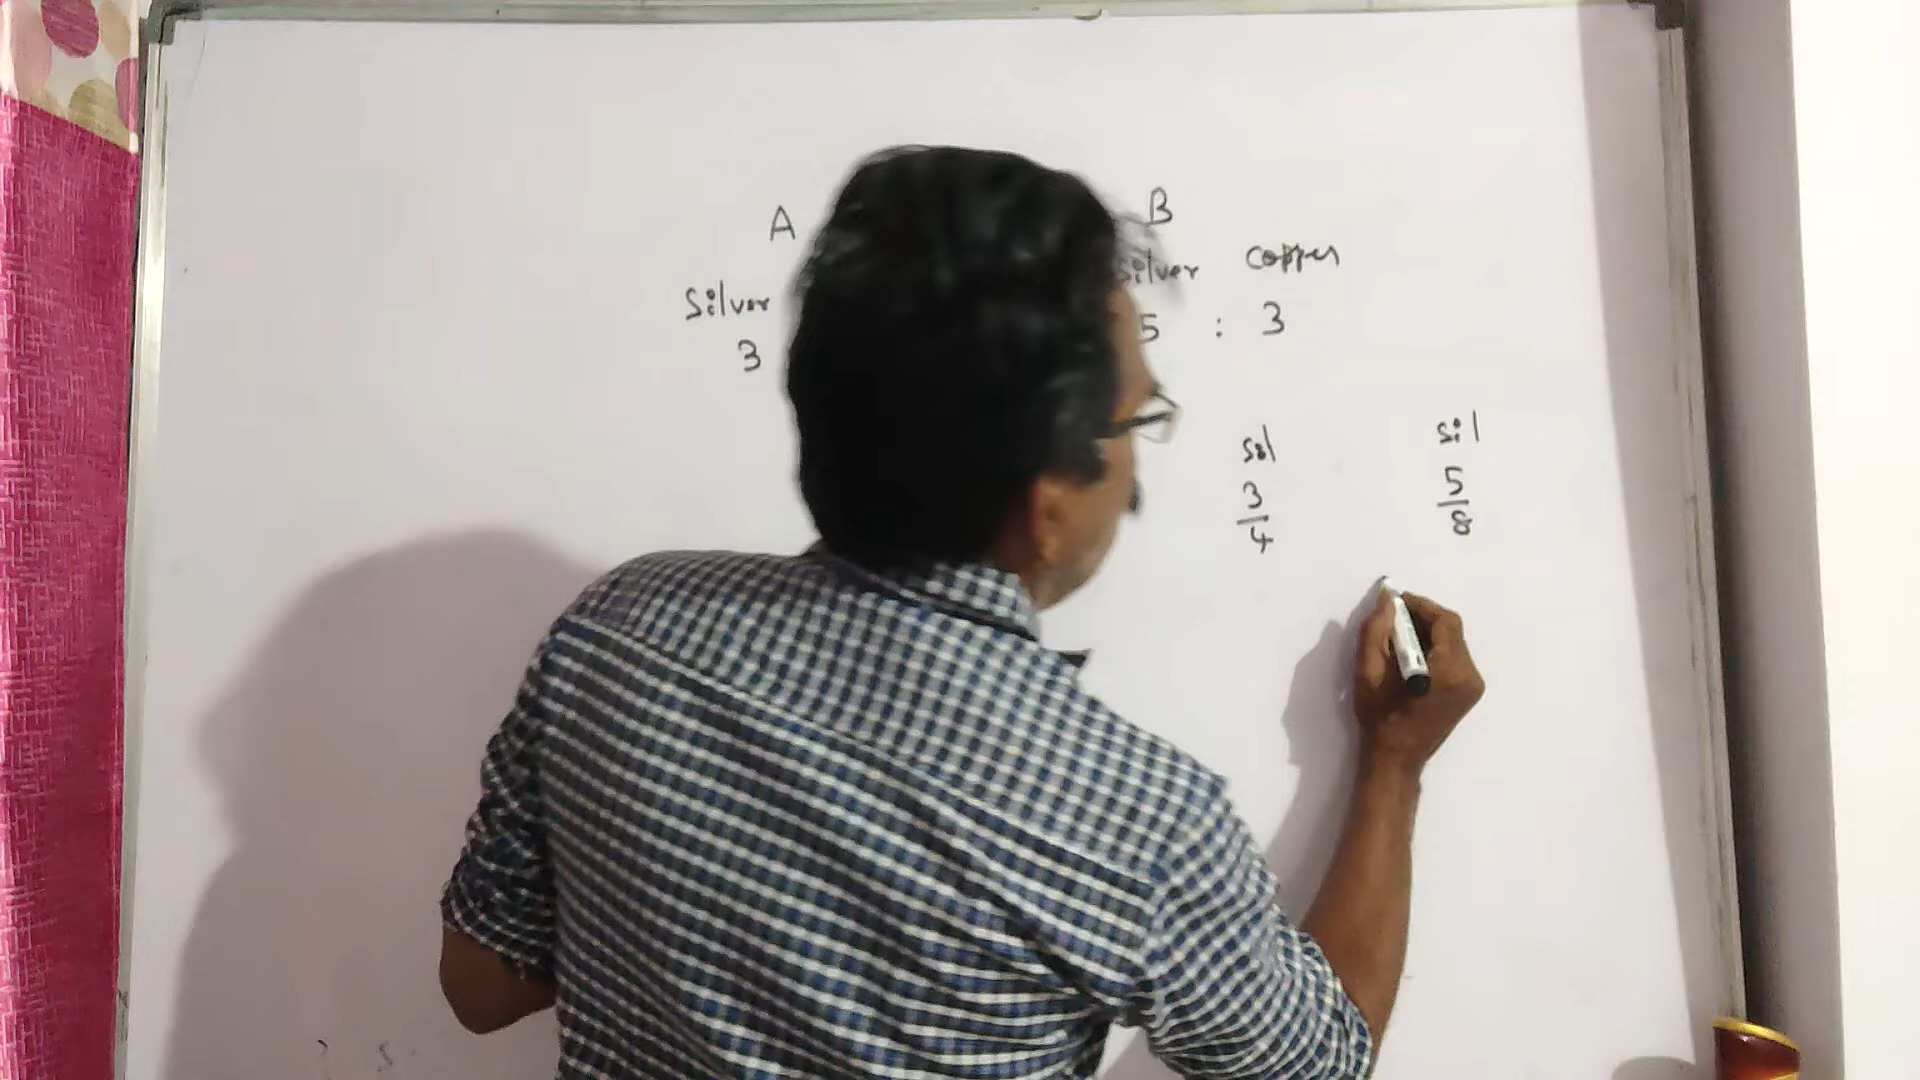 A B
Silver Silver Copper
3 5 : 3
Sil Sil
3/4 5/8